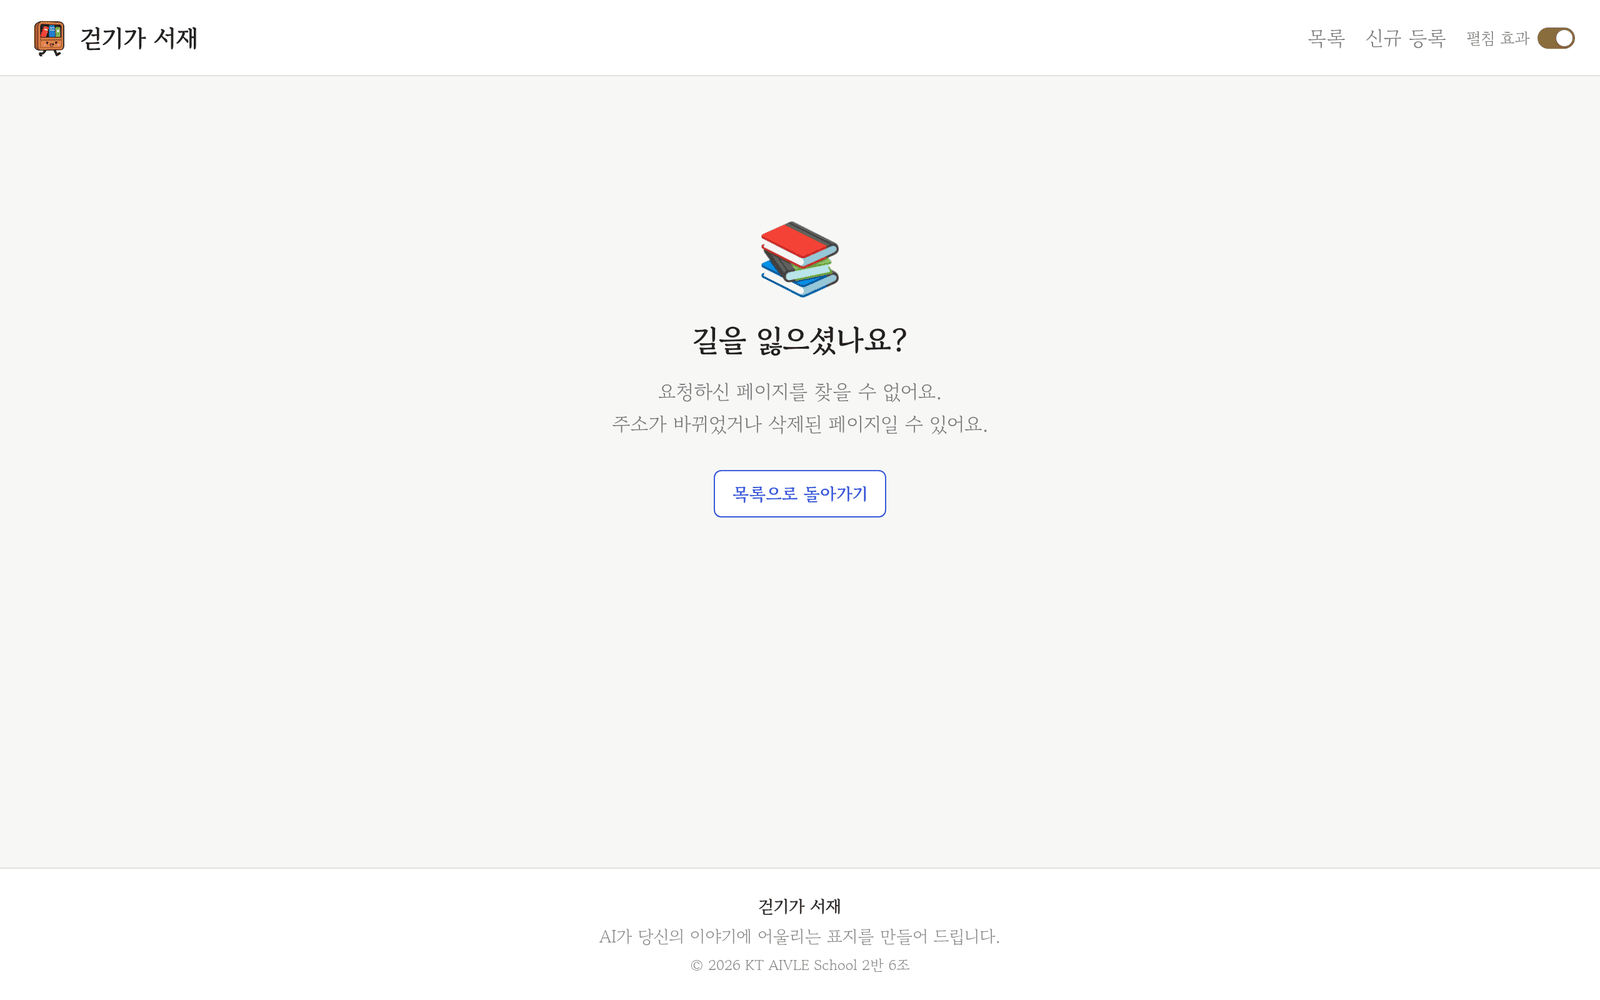 걷기가 서재
목록 신규 등록 펼침 효과
길을 잃으셨나요?
요청하신 페이지를 찾을 수 없어요.
주소가 바뀌었거나 삭제된 페이지일 수 있어요.
목록으로 돌아가기
걷기가 서재
AI가 당신의 이야기에 어울리는 표지를 만들어 드립니다.
© 2026 KT AIVLE School 2반 6조